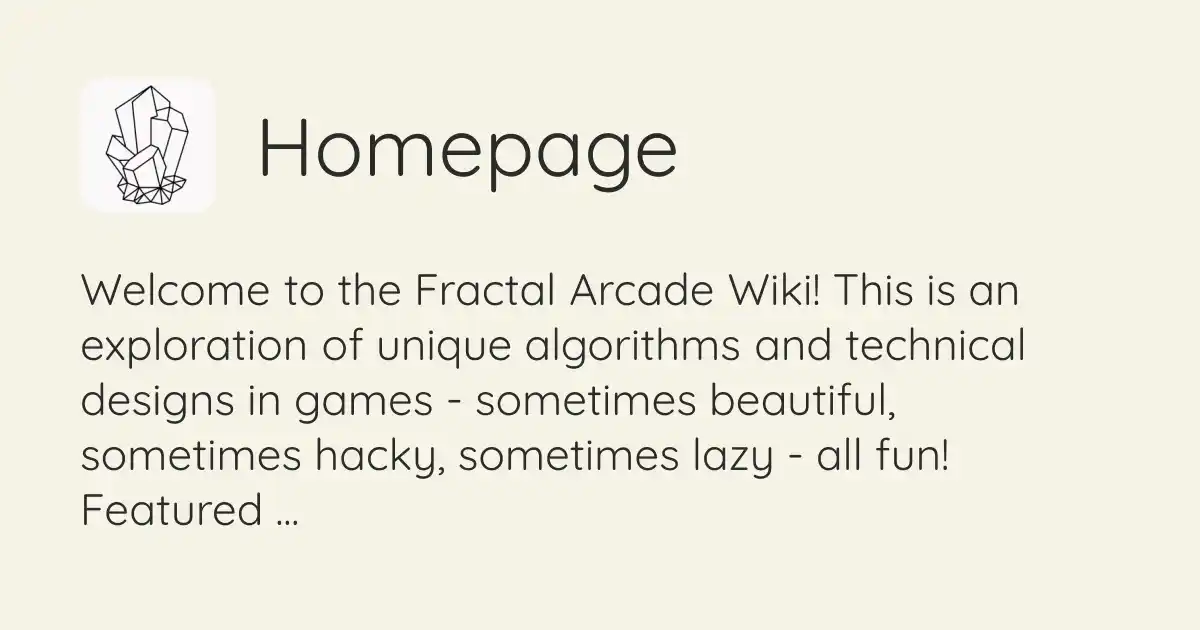 Homepage
Welcome to the Fractal Arcade Wiki! This is an
exploration of unique algorithms and technical
designs in games - sometimes beautiful,
sometimes hacky, sometimes lazy - all fun!
Featured ...